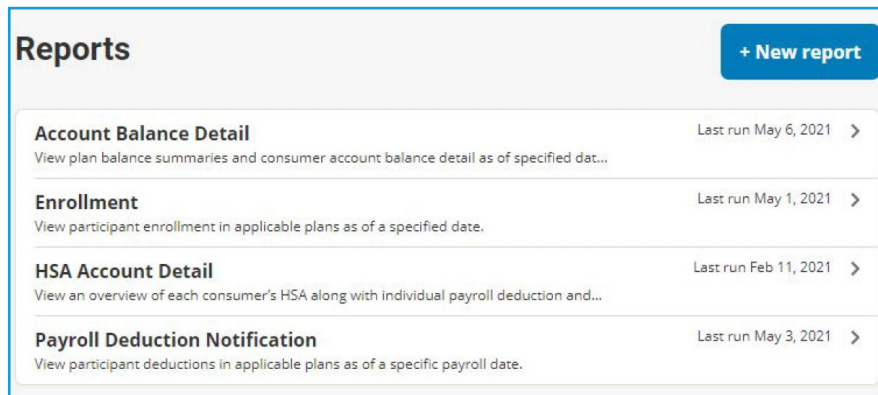 Reports
+ New report
Account Balance Detail
Last run May 6, 2021
View plan balance summaries and consumer account balance detail as of specified dat...
Enrollment
Last run May 1, 2021
View participant enrollment in applicable plans as of a specified date.
HSA Account Detail
Last run Feb 11, 2021
View an overview of each consumer’s HSA along with individual payroll deduction and...
Payroll Deduction Notification
Last run May 3, 2021
View participant deductions in applicable plans as of a specific payroll date.